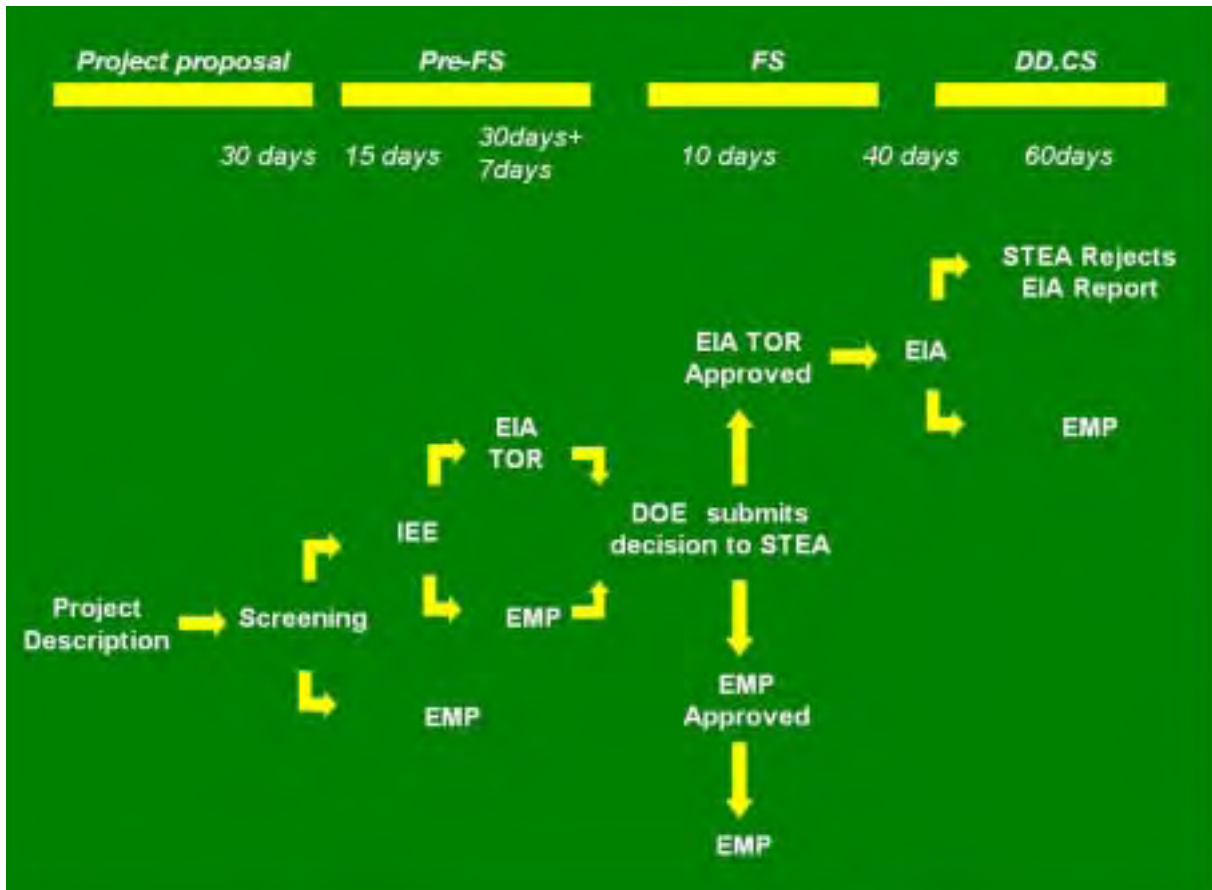 Project proposal
Pre-FS
FS
DD.CS
30 days
15 days
30days+
7days
10 days
40 days
60days
STEA Rejects
EIA Report
EIA TOR
Approved
EIA
EMP
EIA
TOR
IEE
DOE submits
decision to STEA
Project
Description
Screening
EMP
EMP
EMP
Approved
EMP